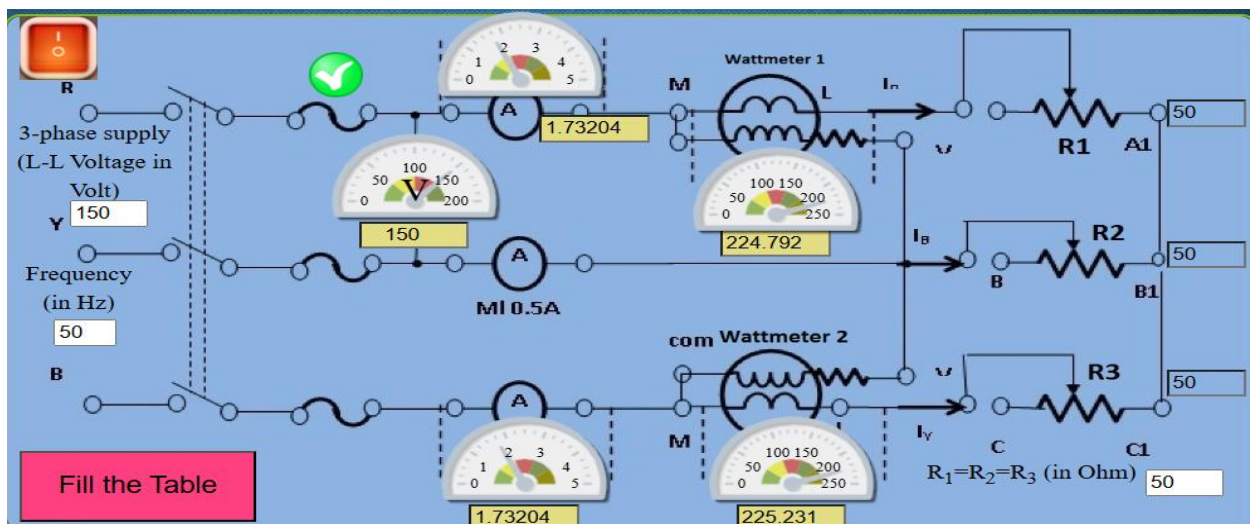 I
O
R
3-phase supply
(L-L Voltage in
Volt)
Y
150
Frequency
(in Hz)
50
B
Fill the Table
0 1 2 3 4 5
A
1.73204
0 50 100 150 200
V
150
A
MI 0.5A
A
0 1 2 3 4 5
1.73204
M
Wattmeter 1
L
0 50 100 150 200 250
224.792
I_B
com
Wattmeter 2
M
0 50 100 150 200 250
225.231
I_Y
R1
A1
50
R2
B
B1
50
R3
C
C1
50
R₁=R₂=R₃ (in Ohm)
50